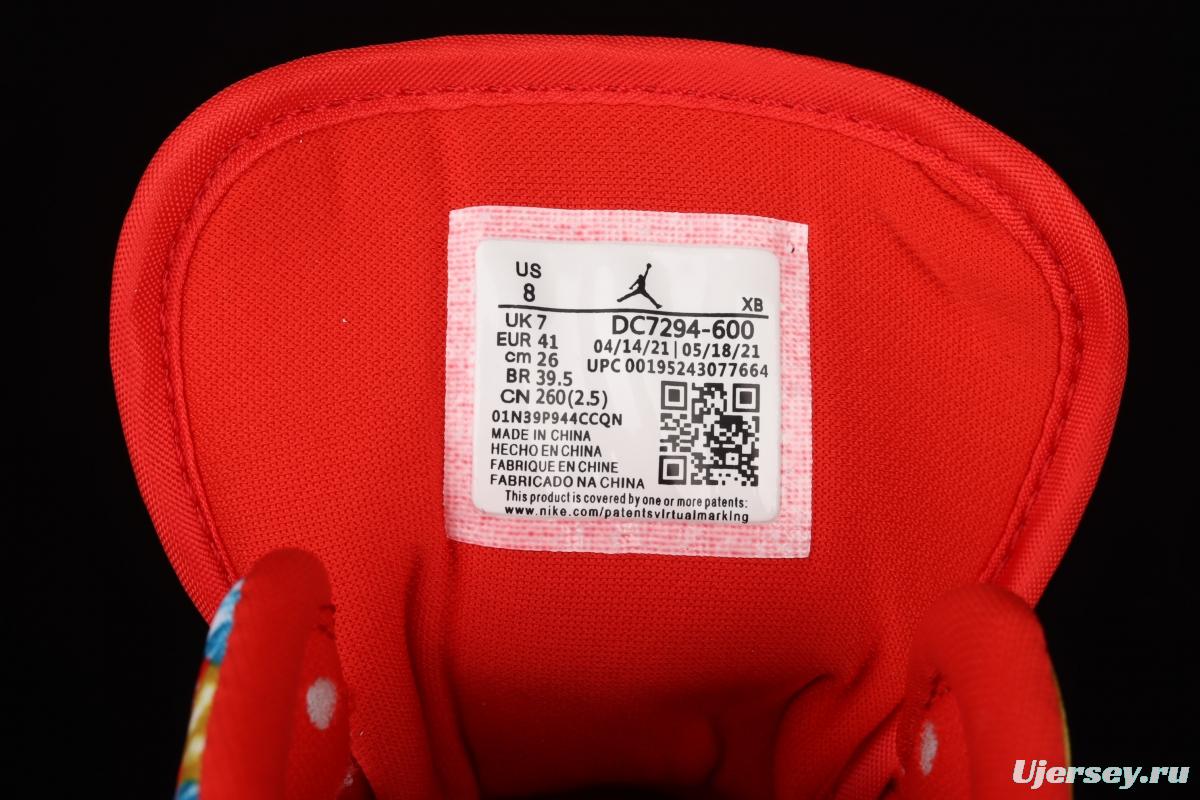 US
8
XB
UK 7
DC7294-600
EUR 41
04/14/21 | 05/18/21
cm 26
UPC 00195243077664
BR 39.5
CN 260(2.5)
01N39P944CCQN
MADE IN CHINA
HECHO EN CHINA
FABRIQUE EN CHINE
FABRICADO NA CHINA
This product is covered by one or more patents:
www.nike.com/patentsvirtualmarking
Ujersey.ru